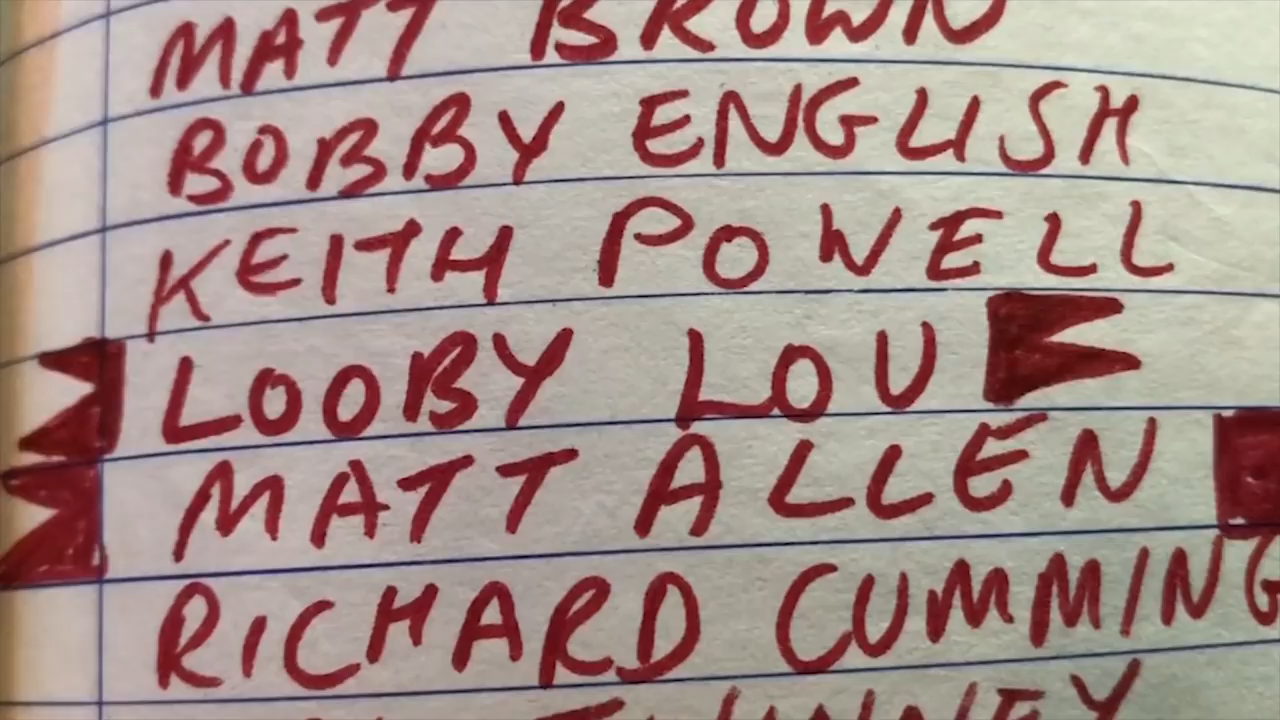 MATT BROWN
BOBBY ENGLISH
KEITH POWELL
LOOBY LOU
MATT ALLEN
RICHARD CUMMING